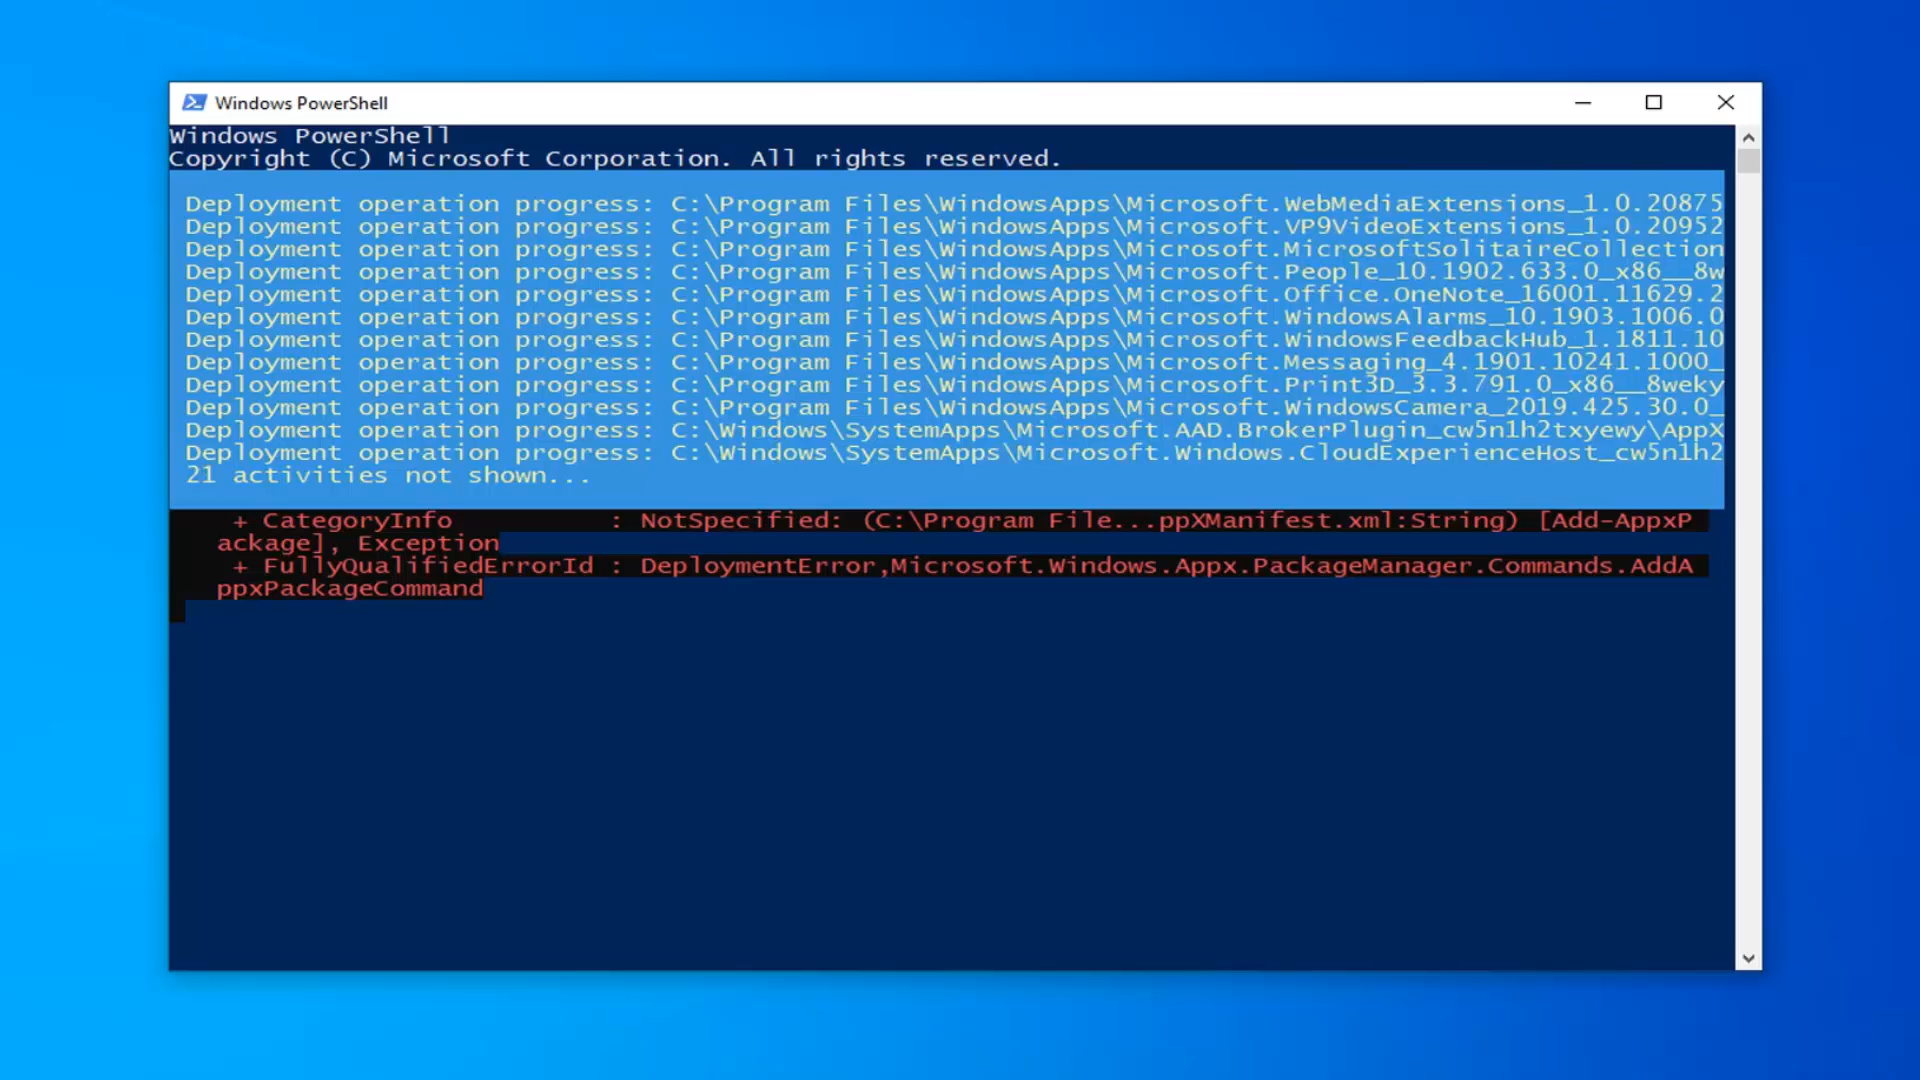 Windows PowerShell
Windows PowerShell
Copyright (C) Microsoft Corporation. All rights reserved.
Deployment operation progress: C:\Program Files\WindowsApps\Microsoft.WebMediaExtensions_1.0.20875
Deployment operation progress: C:\Program Files\WindowsApps\Microsoft.VP9VideoExtensions_1.0.20952
Deployment operation progress: C:\Program Files\WindowsApps\Microsoft.MicrosoftSolitaireCollection
Deployment operation progress: C:\Program Files\WindowsApps\Microsoft.People_10.1902.633.0_x86__8w
Deployment operation progress: C:\Program Files\WindowsApps\Microsoft.Office.OneNote_16001.11629.2
Deployment operation progress: C:\Program Files\WindowsApps\Microsoft.WindowsAlarms_10.1903.1006.0
Deployment operation progress: C:\Program Files\WindowsApps\Microsoft.WindowsFeedbackHub_1.1811.10
Deployment operation progress: C:\Program Files\WindowsApps\Microsoft.Messaging_4.1901.10241.1000_
Deployment operation progress: C:\Program Files\WindowsApps\Microsoft.Print3D_3.3.791.0_x86__8weky
Deployment operation progress: C:\Program Files\WindowsApps\Microsoft.WindowsCamera_2019.425.30.0_
Deployment operation progress: C:\Windows\SystemApps\Microsoft.AAD.BrokerPlugin_cw5n1h2txyewy\AppX
Deployment operation progress: C:\Windows\SystemApps\Microsoft.Windows.CloudExperienceHost_cw5n1h2
21 activities not shown...
+ CategoryInfo : NotSpecified: (C:\Program File...ppXManifest.xml:String) [Add-AppxP
ackage], Exception
+ FullyQualifiedErrorId : DeploymentError,Microsoft.Windows.Appx.PackageManager.Commands.AddA
ppxPackageCommand